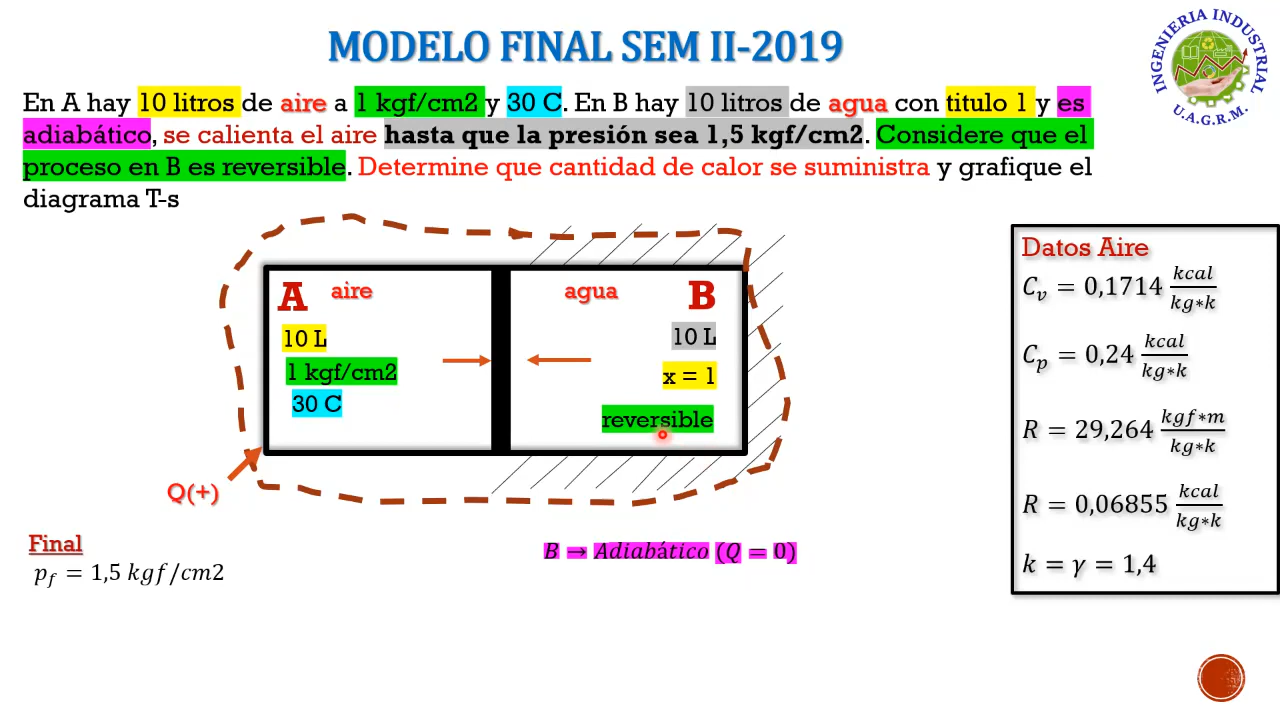 MODELO FINAL SEM II-2019
INGENIERIA INDUSTRIAL
U.A.G.R.M.
En A hay 10 litros de aire a 1 kgf/cm2 y 30 C. En B hay 10 litros de agua con titulo 1 y es
adiabático, se calienta el aire hasta que la presión sea 1,5 kgf/cm2. Considere que el
proceso en B es reversible. Determine que cantidad de calor se suministra y grafique el
diagrama T-s
A aire
10 L
1 kgf/cm2
30 C
agua B
10 L
x = 1
reversible
Q(+)
Final
p_f = 1,5 kgf/cm2
B → Adiabático (Q = 0)
Datos Aire
C_v = 0,1714 kcal/kg∗k
C_p = 0,24 kcal/kg∗k
R = 29,264 kgf∗m/kg∗k
R = 0,06855 kcal/kg∗k
k = γ = 1,4